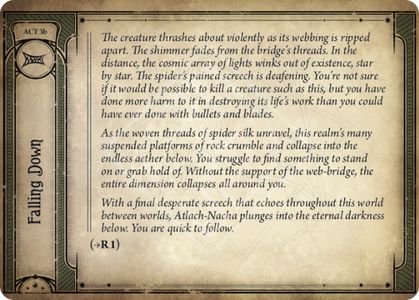 ACT 3b
Falling Down
The creature thrashes about violently as its webbing is ripped
apart. The shimmer fades from the bridge's threads. In the
distance, the cosmic array of lights winks out of existence, star
by star. The spider's pained screech is deafening. You're not sure
if it would be possible to kill a creature such as this, but you have
done more harm to it in destroying its life's work than you could
have ever done with bullets and blades.
As the woven threads of spider silk unravel, this realm's many
suspended platforms of rock crumble and collapse into the
endless aether below. You struggle to find something to stand
on or grab hold of. Without the support of the web-bridge, the
entire dimension collapses all around you.
With a final desperate screech that echoes throughout this world
between worlds, Atlach-Nacha plunges into the eternal darkness
below. You are quick to follow.
(→R1)